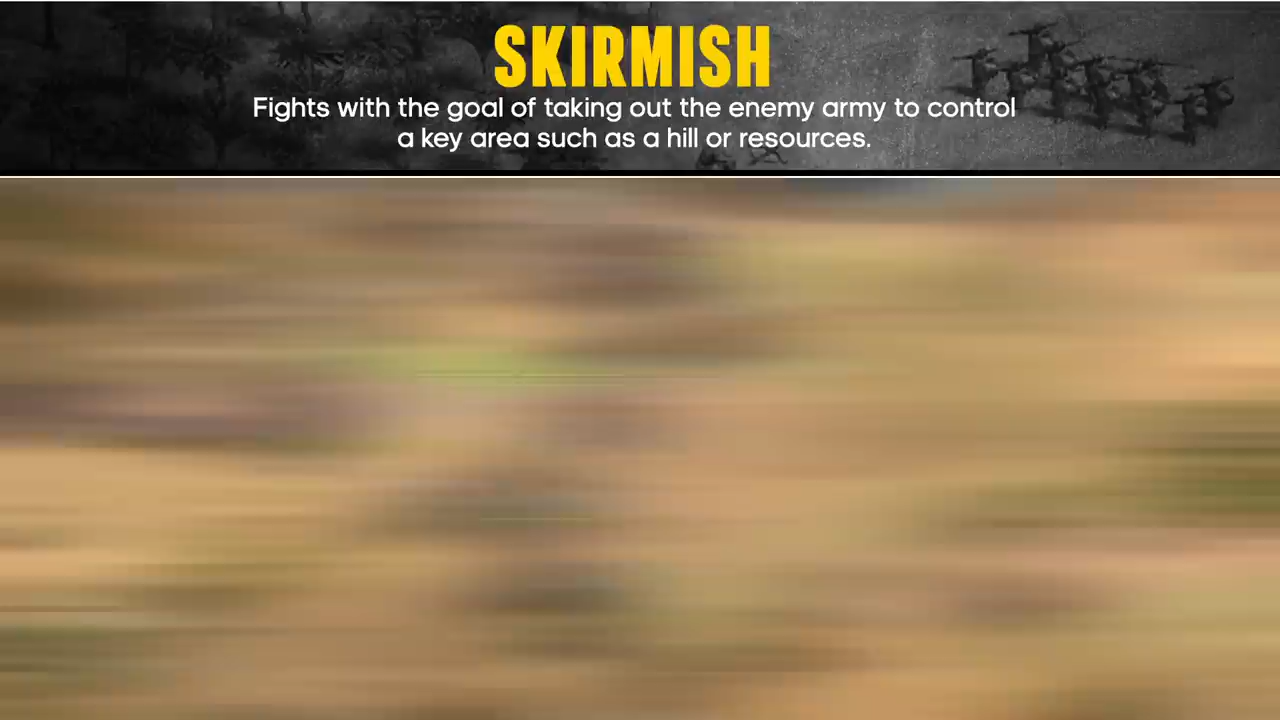 SKIRMISH
Fights with the goal of taking out the enemy army to control
a key area such as a hill or resources.